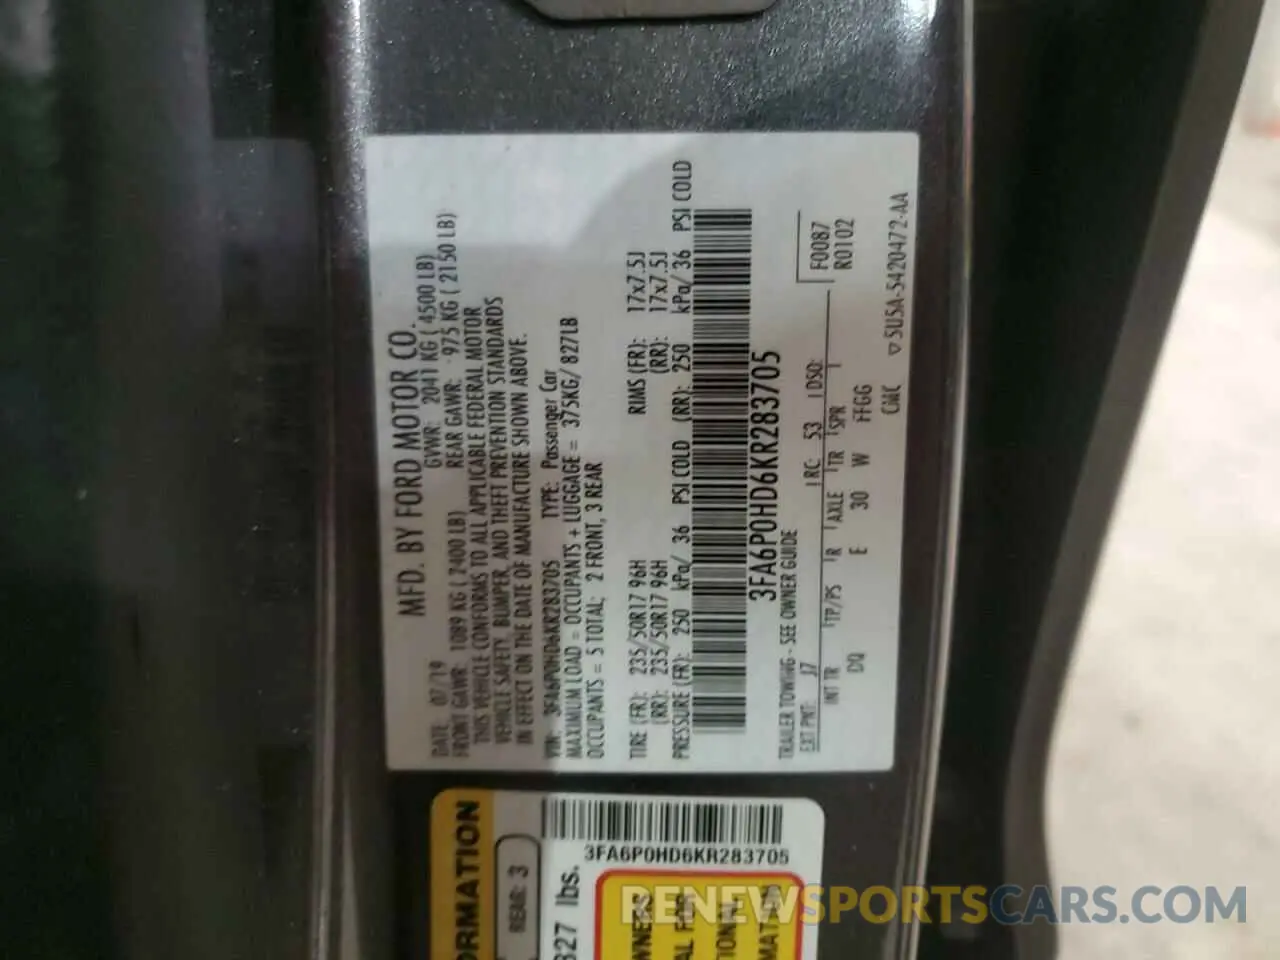 MFD. BY FORD MOTOR CO.
DATE: 07/19 GVWR: 2041 KG ( 4500 LB)
FRONT GAWR: 1089 KG ( 2400 LB) REAR GAWR: 975 KG ( 2150 LB)
THIS VEHICLE CONFORMS TO ALL APPLICABLE FEDERAL MOTOR
VEHICLE SAFETY, BUMPER, AND THEFT PREVENTION STANDARDS
IN EFFECT ON THE DATE OF MANUFACTURE SHOWN ABOVE.
VIN: 3FA6P0HD6KR283705 TYPE: Passenger Car
MAXIMUM LOAD = OCCUPANTS + LUGGAGE = 375KG/ 827LB
OCCUPANTS = 5 TOTAL; 2 FRONT, 3 REAR
TIRE (FR): 235/50R17 96H RIMS (FR): 17x7.5J
(RR): 235/50R17 96H (RR): 17x7.5J
PRESSURE (FR): 250 kPa/ 36 PSI COLD (RR): 250 kPa/ 36 PSI COLD
3FA6P0HD6KR283705
TRAILER TOWING - SEE OWNER GUIDE
EXT PNT: J7 RC: 53 DSO: F0087
R0102
INT TR TP/PS R AXLE TR SPR
DQ E 30 W FFGG
CMC ▽5U5A-5420472-AA
3FA6P0HD6KR283705
ORMATION
REAR: 3
827 lbs.
WNERS
AL FOR
TIONAL
MATION
RENEWSPORTSCARS.COM